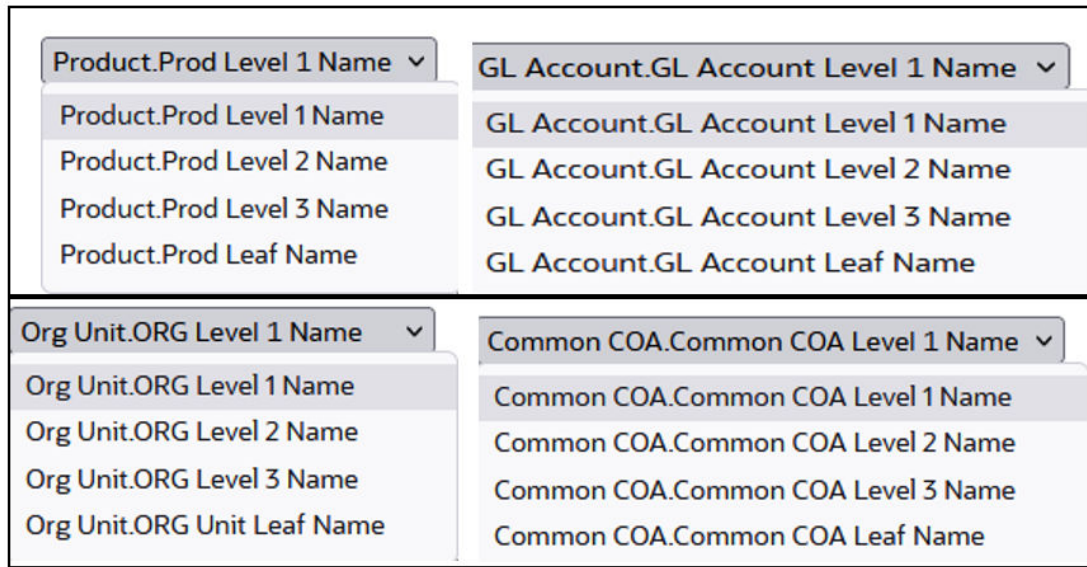 Product.Prod Level 1 Name
Product.Prod Level 1 Name
Product.Prod Level 2 Name
Product.Prod Level 3 Name
Product.Prod Leaf Name
GL Account.GL Account Level 1 Name
GL Account.GL Account Level 1 Name
GL Account.GL Account Level 2 Name
GL Account.GL Account Level 3 Name
GL Account.GL Account Leaf Name
Org Unit.ORG Level 1 Name
Org Unit.ORG Level 1 Name
Org Unit.ORG Level 2 Name
Org Unit.ORG Level 3 Name
Org Unit.ORG Unit Leaf Name
Common COA.Common COA Level 1 Name
Common COA.Common COA Level 1 Name
Common COA.Common COA Level 2 Name
Common COA.Common COA Level 3 Name
Common COA.Common COA Leaf Name